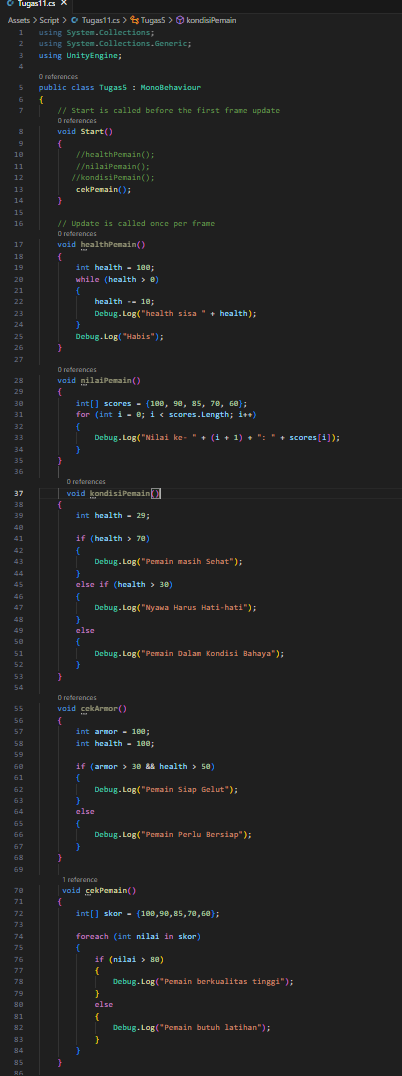 Tugas11.cs
Assets > Script > Tugas11.cs > Tugas5 > kondisiPemain
1 using System.Collections;
2 using System.Collections.Generic;
3 using UnityEngine;
4
0 references
5 public class Tugas5 : MonoBehaviour
6 {
7 // Start is called before the first frame update
0 references
8 void Start()
9 {
10 //healthPemain();
11 //nilaiPemain();
12 //kondisiPemain();
13 cekPemain();
14 }
15
16 // Update is called once per frame
0 references
17 void healthPemain()
18 {
19 int health = 100;
20 while (health > 0)
21 {
22 health -= 10;
23 Debug.Log("health sisa " + health);
24 }
25 Debug.Log("Habis");
26 }
27
0 references
28 void nilaiPemain()
29 {
30 int[] scores = {100, 90, 85, 70, 60};
31 for (int i = 0; i < scores.Length; i++)
32 {
33 Debug.Log("Nilai ke- " + (i + 1) + ": " + scores[i]);
34 }
35 }
36
0 references
37 void kondisiPemain()
38 {
39 int health = 29;
40
41 if (health > 70)
42 {
43 Debug.Log("Pemain masih Sehat");
44 }
45 else if (health > 30)
46 {
47 Debug.Log("Nyawa Harus Hati-hati");
48 }
49 else
50 {
51 Debug.Log("Pemain Dalam Kondisi Bahaya");
52 }
53 }
54
0 references
55 void cekArmor()
56 {
57 int armor = 100;
58 int health = 100;
59
60 if (armor > 30 && health > 50)
61 {
62 Debug.Log("Pemain Siap Gelut");
63 }
64 else
65 {
66 Debug.Log("Pemain Perlu Bersiap");
67 }
68 }
69
1 reference
70 void cekPemain()
71 {
72 int[] skor = {100,90,85,70,60};
73
74 foreach (int nilai in skor)
75 {
76 if (nilai > 80)
77 {
78 Debug.Log("Pemain berkualitas tinggi");
79 }
80 else
81 {
82 Debug.Log("Pemain butuh latihan");
83 }
84 }
85 }
86